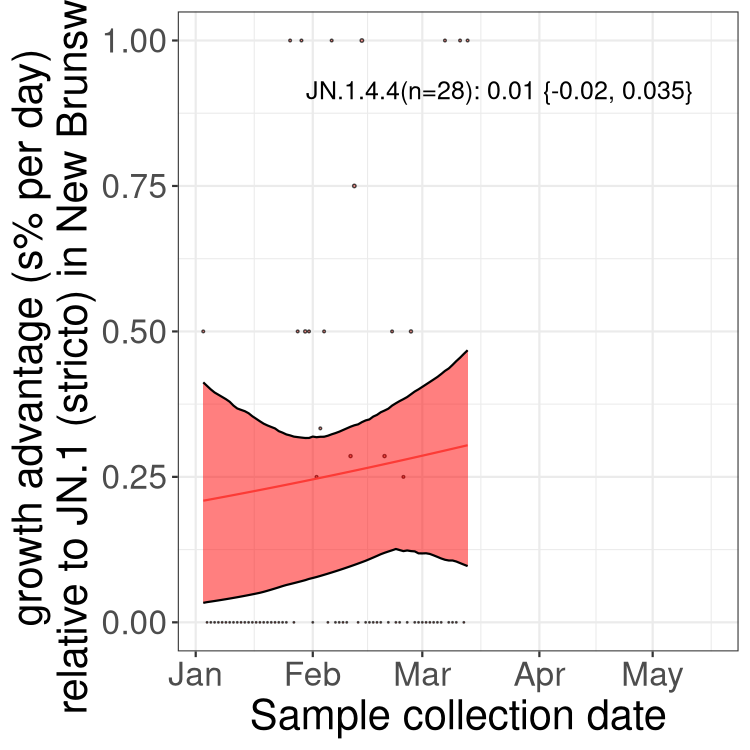 growth advantage (s% per day)
relative to JN.1 (stricto) in New Brunsw
1.00
0.75
0.50
0.25
0.00
JN.1.4.4(n=28): 0.01 {-0.02, 0.035}
Jan Feb Mar Apr May
Sample collection date